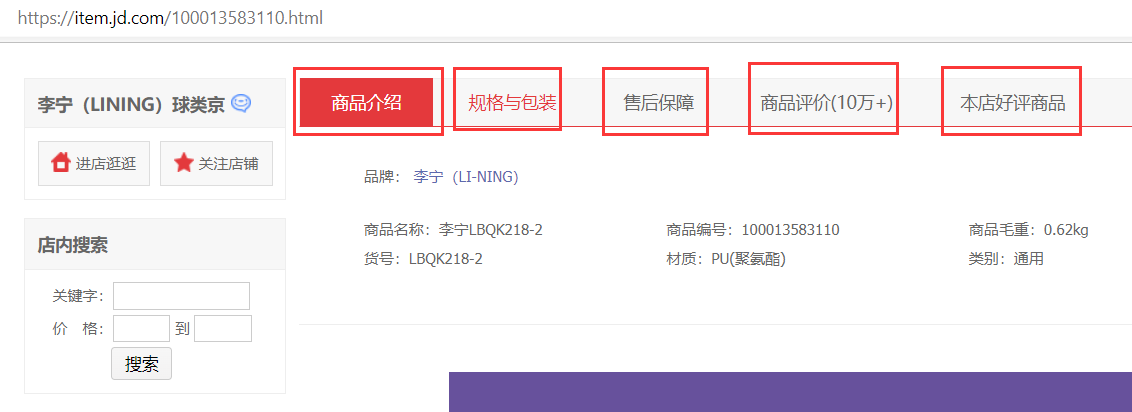 https://item.jd.com/100013583110.html
李宁（LINING）球类京
商品介绍 规格与包装 售后保障 商品评价(10万+) 本店好评商品
进店逛逛 关注店铺
品牌： 李宁（LI-NING）
商品名称：李宁LBQK218-2 商品编号：100013583110 商品毛重：0.62kg
货号：LBQK218-2 材质：PU(聚氨酯) 类别：通用
店内搜索
关键字：
价 格： 到
搜索